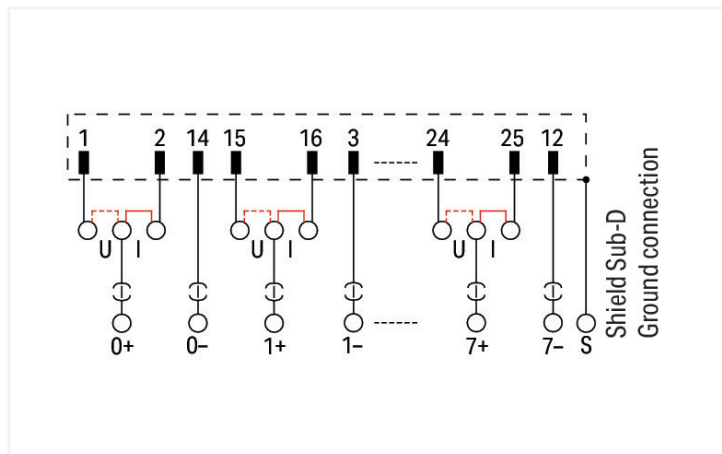 1 2 14 15 16 3 24 25 12
U I U I U I
0+ 0– 1+ 1– 7+ 7– S
Shield Sub-D
Ground connection